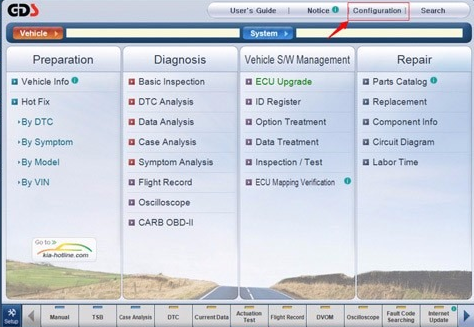 GDS
User's Guide Notice Configuration Search
Vehicle System
Preparation
Vehicle Info
Hot Fix
By DTC
By Symptom
By Model
By VIN
Go to
kia-hotline.com
Diagnosis
Basic Inspection
DTC Analysis
Data Analysis
Case Analysis
Symptom Analysis
Flight Record
Oscilloscope
CARB OBD-II
Vehicle S/W Management
ECU Upgrade
ID Register
Option Treatment
Data Treatment
Inspection / Test
ECU Mapping Verification
Repair
Parts Catalog
Replacement
Component Info
Circuit Diagram
Labor Time
Setup Manual TSB Case Analysis DTC Current Data Actuation Test Flight Record DVOM Oscilloscope Fault Code Searching Internet Update